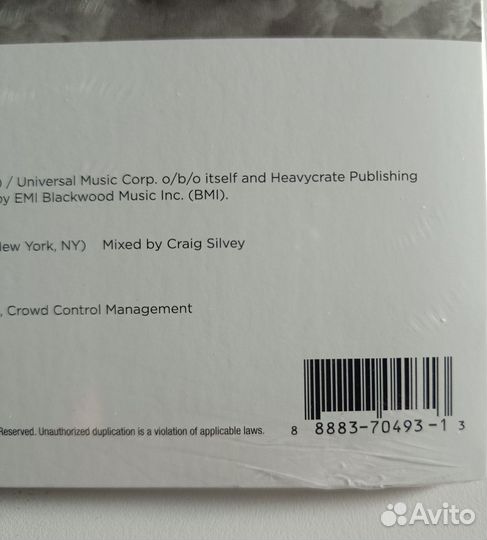 ) / Universal Music Corp. o/b/o itself and Heavycrate Publishing
by EMI Blackwood Music Inc. (BMI).
New York, NY) Mixed by Craig Silvey
, Crowd Control Management
Reserved. Unauthorized duplication is a violation of applicable laws.
8 8883-70493-1 3
Avito